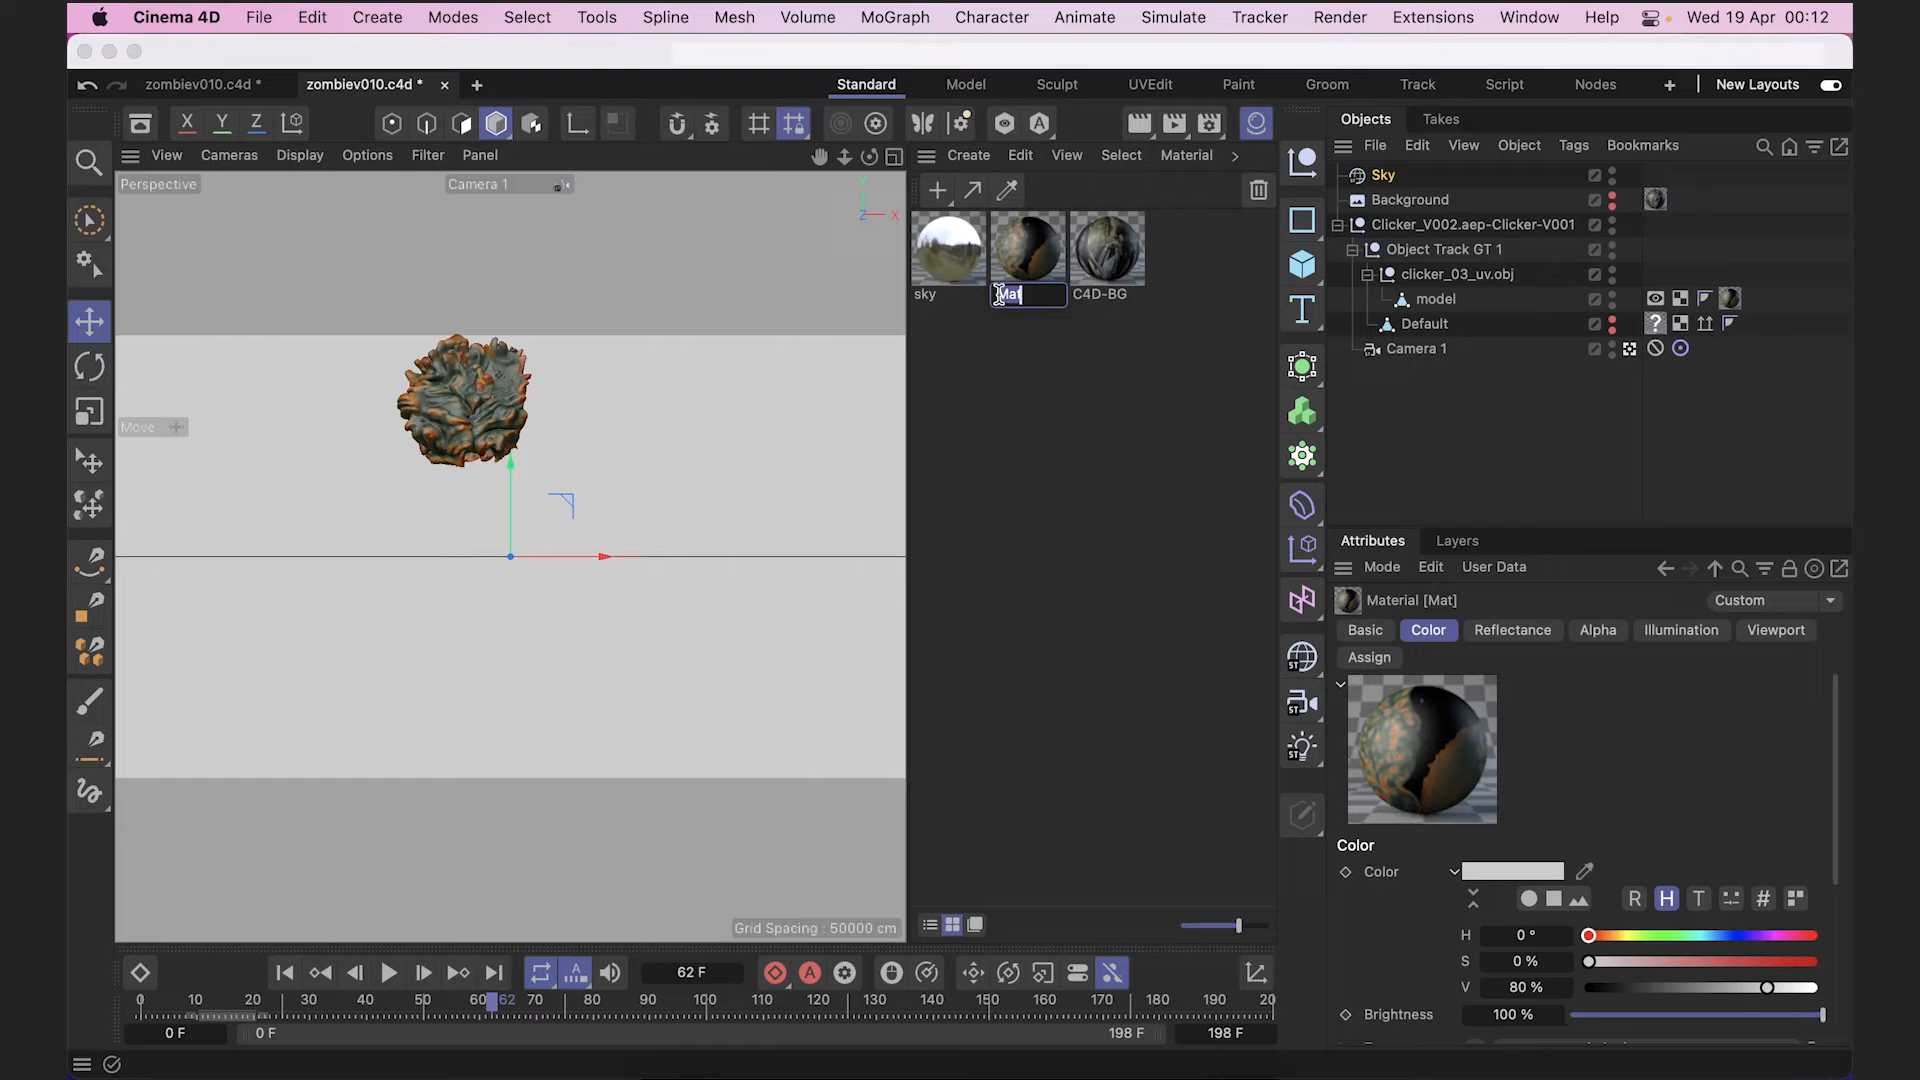 Cinema 4D File Edit Create Modes Select Tools Spline Mesh Volume MoGraph Character Animate Simulate Tracker Render Extensions Window Help Wed 19 Apr 00:12
zombiev010.c4d * zombiev010.c4d * Standard Model Sculpt UVEdit Paint Groom Track Script Nodes New Layouts
X Y Z A Objects Takes
View Cameras Display Options Filter Panel Create Edit View Select Material File Edit View Object Tags Bookmarks
Perspective Camera 1 Y Z X
Sky
Background
Clicker_V002.aep-Clicker-V001
Object Track GT 1
clicker_03_uv.obj
model
Default
Camera 1
sky Mat C4D-BG
Move
Attributes Layers
Mode Edit User Data
Material [Mat] Custom
Basic Color Reflectance Alpha Illumination Viewport
Assign
ST
ST
ST
Color
Color
R H T #
H 0 °
S 0 %
V 80 %
Brightness 100 %
Grid Spacing : 50000 cm
62 F A
0 10 20 30 40 50 60 62 70 80 90 100 110 120 130 140 150 160 170 180 190 20
0 F 0 F 198 F 198 F